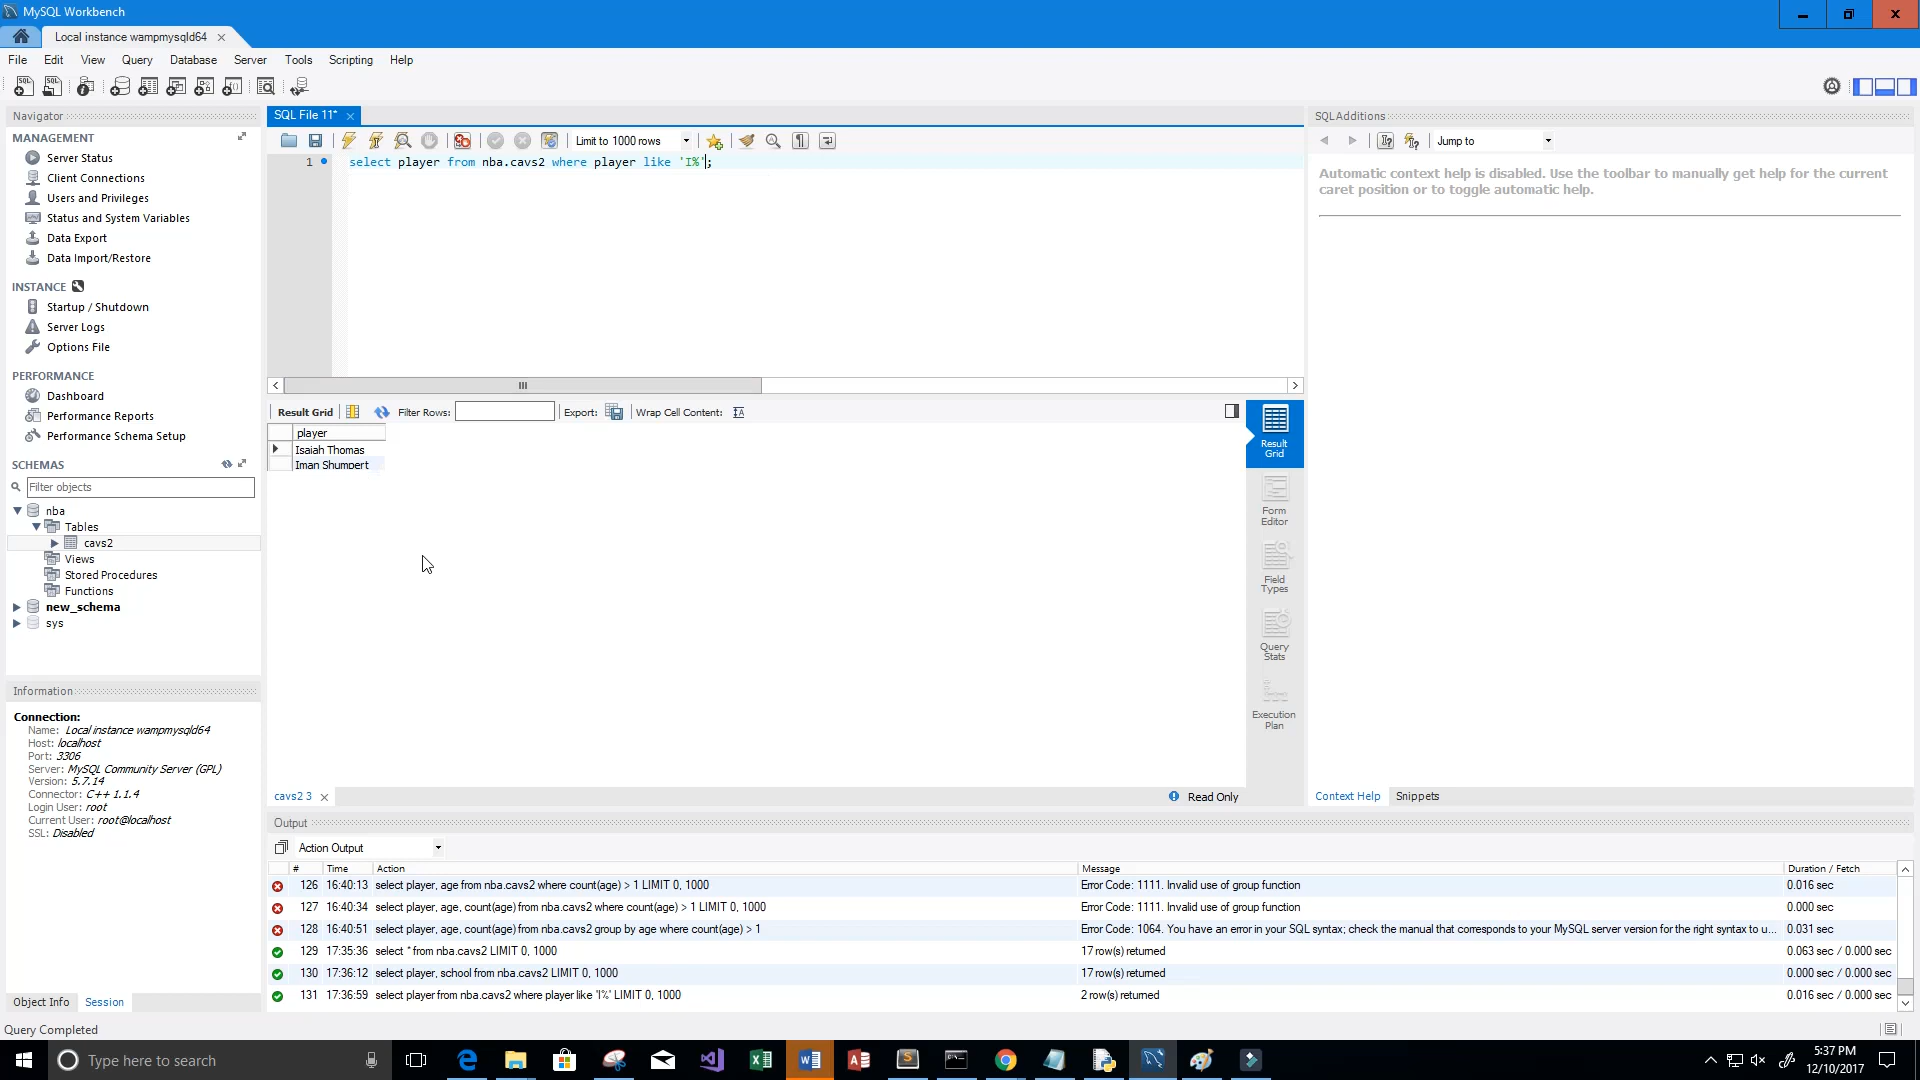 MySQL Workbench
Local instance wampmysqld64
File Edit View Query Database Server Tools Scripting Help
Navigator
MANAGEMENT
Server Status
Client Connections
Users and Privileges
Status and System Variables
Data Export
Data Import/Restore
INSTANCE
Startup / Shutdown
Server Logs
Options File
PERFORMANCE
Dashboard
Performance Reports
Performance Schema Setup
SCHEMAS
Filter objects
nba
Tables
cavs2
Views
Stored Procedures
Functions
new_schema
sys
Information
Connection:
Name: Local instance wampmysqld64
Host: localhost
Port: 3306
Server: MySQL Community Server (GPL)
Version: 5.7.14
Connector: C++ 1.1.4
Login User: root
Current User: root@localhost
SSL: Disabled
Object Info Session
Query Completed
SQL File 11*
Limit to 1000 rows
1 select player from nba.cavs2 where player like 'I%';
Result Grid Filter Rows: Export: Wrap Cell Content:
player
Isaiah Thomas
Iman Shumpert
Result Grid
Form Editor
Field Types
Query Stats
Execution Plan
cavs2 3 Read Only
SQLAdditions
Jump to
Automatic context help is disabled. Use the toolbar to manually get help for the current
caret position or to toggle automatic help.
Context Help Snippets
Output
Action Output
# Time Action Message Duration / Fetch
126 16:40:13 select player, age from nba.cavs2 where count(age) > 1 LIMIT 0, 1000 Error Code: 1111. Invalid use of group function 0.016 sec
127 16:40:34 select player, age, count(age) from nba.cavs2 where count(age) > 1 LIMIT 0, 1000 Error Code: 1111. Invalid use of group function 0.000 sec
128 16:40:51 select player, age, count(age) from nba.cavs2 group by age where count(age) > 1 Error Code: 1064. You have an error in your SQL syntax; check the manual that corresponds to your MySQL server version for the right syntax to u... 0.031 sec
129 17:35:36 select * from nba.cavs2 LIMIT 0, 1000 17 row(s) returned 0.063 sec / 0.000 sec
130 17:36:12 select player, school from nba.cavs2 LIMIT 0, 1000 17 row(s) returned 0.000 sec / 0.000 sec
131 17:36:59 select player from nba.cavs2 where player like 'I%' LIMIT 0, 1000 2 row(s) returned 0.016 sec / 0.000 sec
Type here to search
5:37 PM
12/10/2017